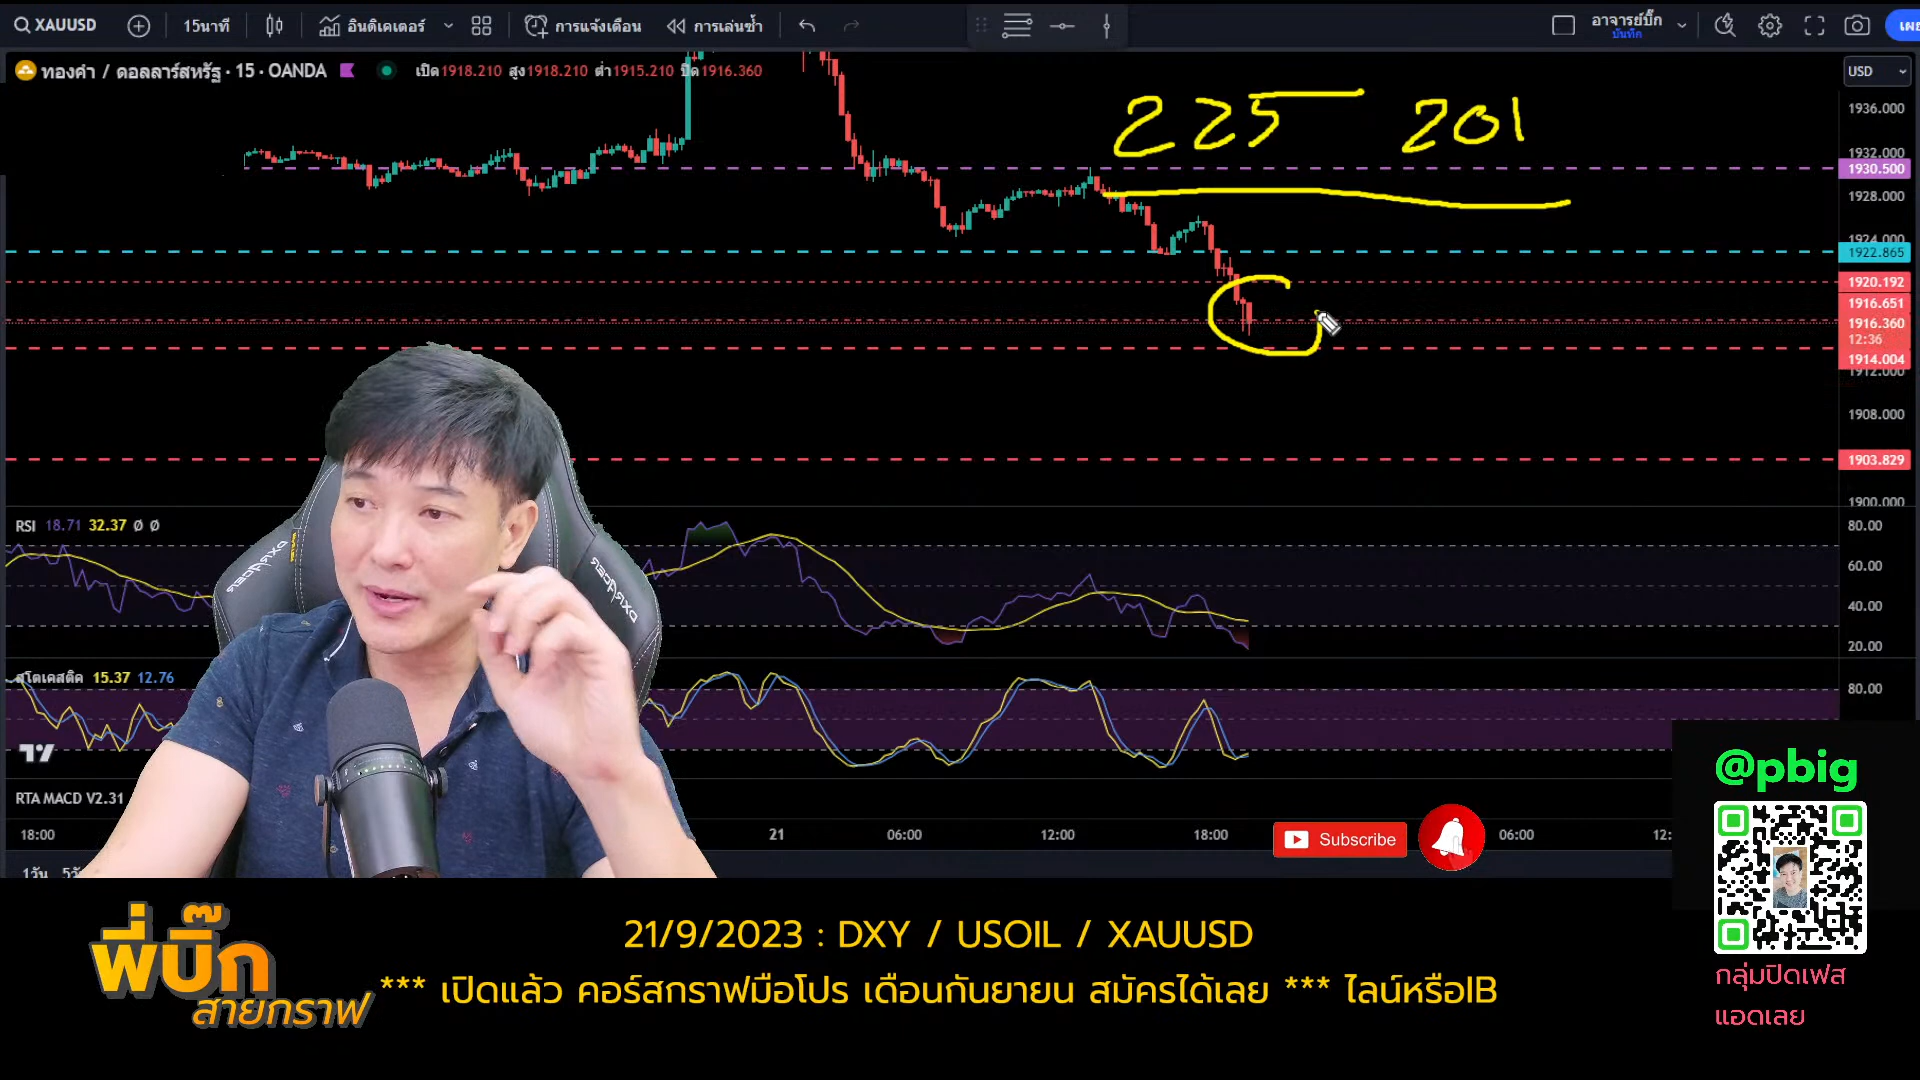 XAUUSD 15นาที อินดิเคเตอร์ การแจ้งเตือน การเล่นซ้ำ อาจารย์บิ๊ก
บันทึก
ทองคำ / ดอลลาร์สหรัฐ · 15 · OANDA เปิด1918.210 สูง1918.210 ต่ำ1915.210 ปิด1916.360
USD
225 201
1936.000
1932.000
1930.500
1928.000
1924.000
1922.865
1920.192
1916.651
1916.360
12:36
1914.004
1912.000
1908.000
1903.829
1900.000
RSI 18.71 32.37 Ø Ø
80.00
60.00
40.00
20.00
DXRACER
DXRACER
สโตแคสติค 15.37 12.76
80.00
RTA MACD V2.31
18:00 21 06:00 12:00 18:00 06:00
1วัน
Subscribe
@pbig
กลุ่มปิดเฟส
แอดเลย
พี่บิ๊ก
สายกราฟ
21/9/2023 : DXY / USOIL / XAUUSD
*** เปิดแล้ว คอร์สกราฟมือโปร เดือนกันยายน สมัครได้เลย *** ไลน์หรือIB